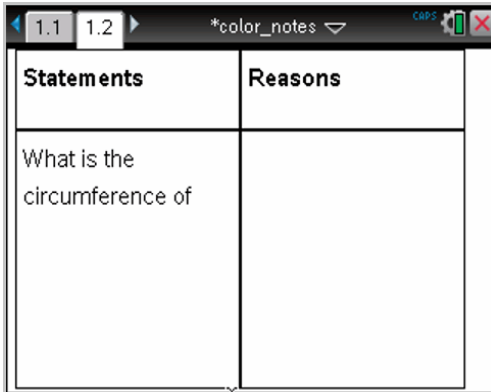 1.1 1.2 *color_notes CAPS
Statements Reasons
What is the
circumference of